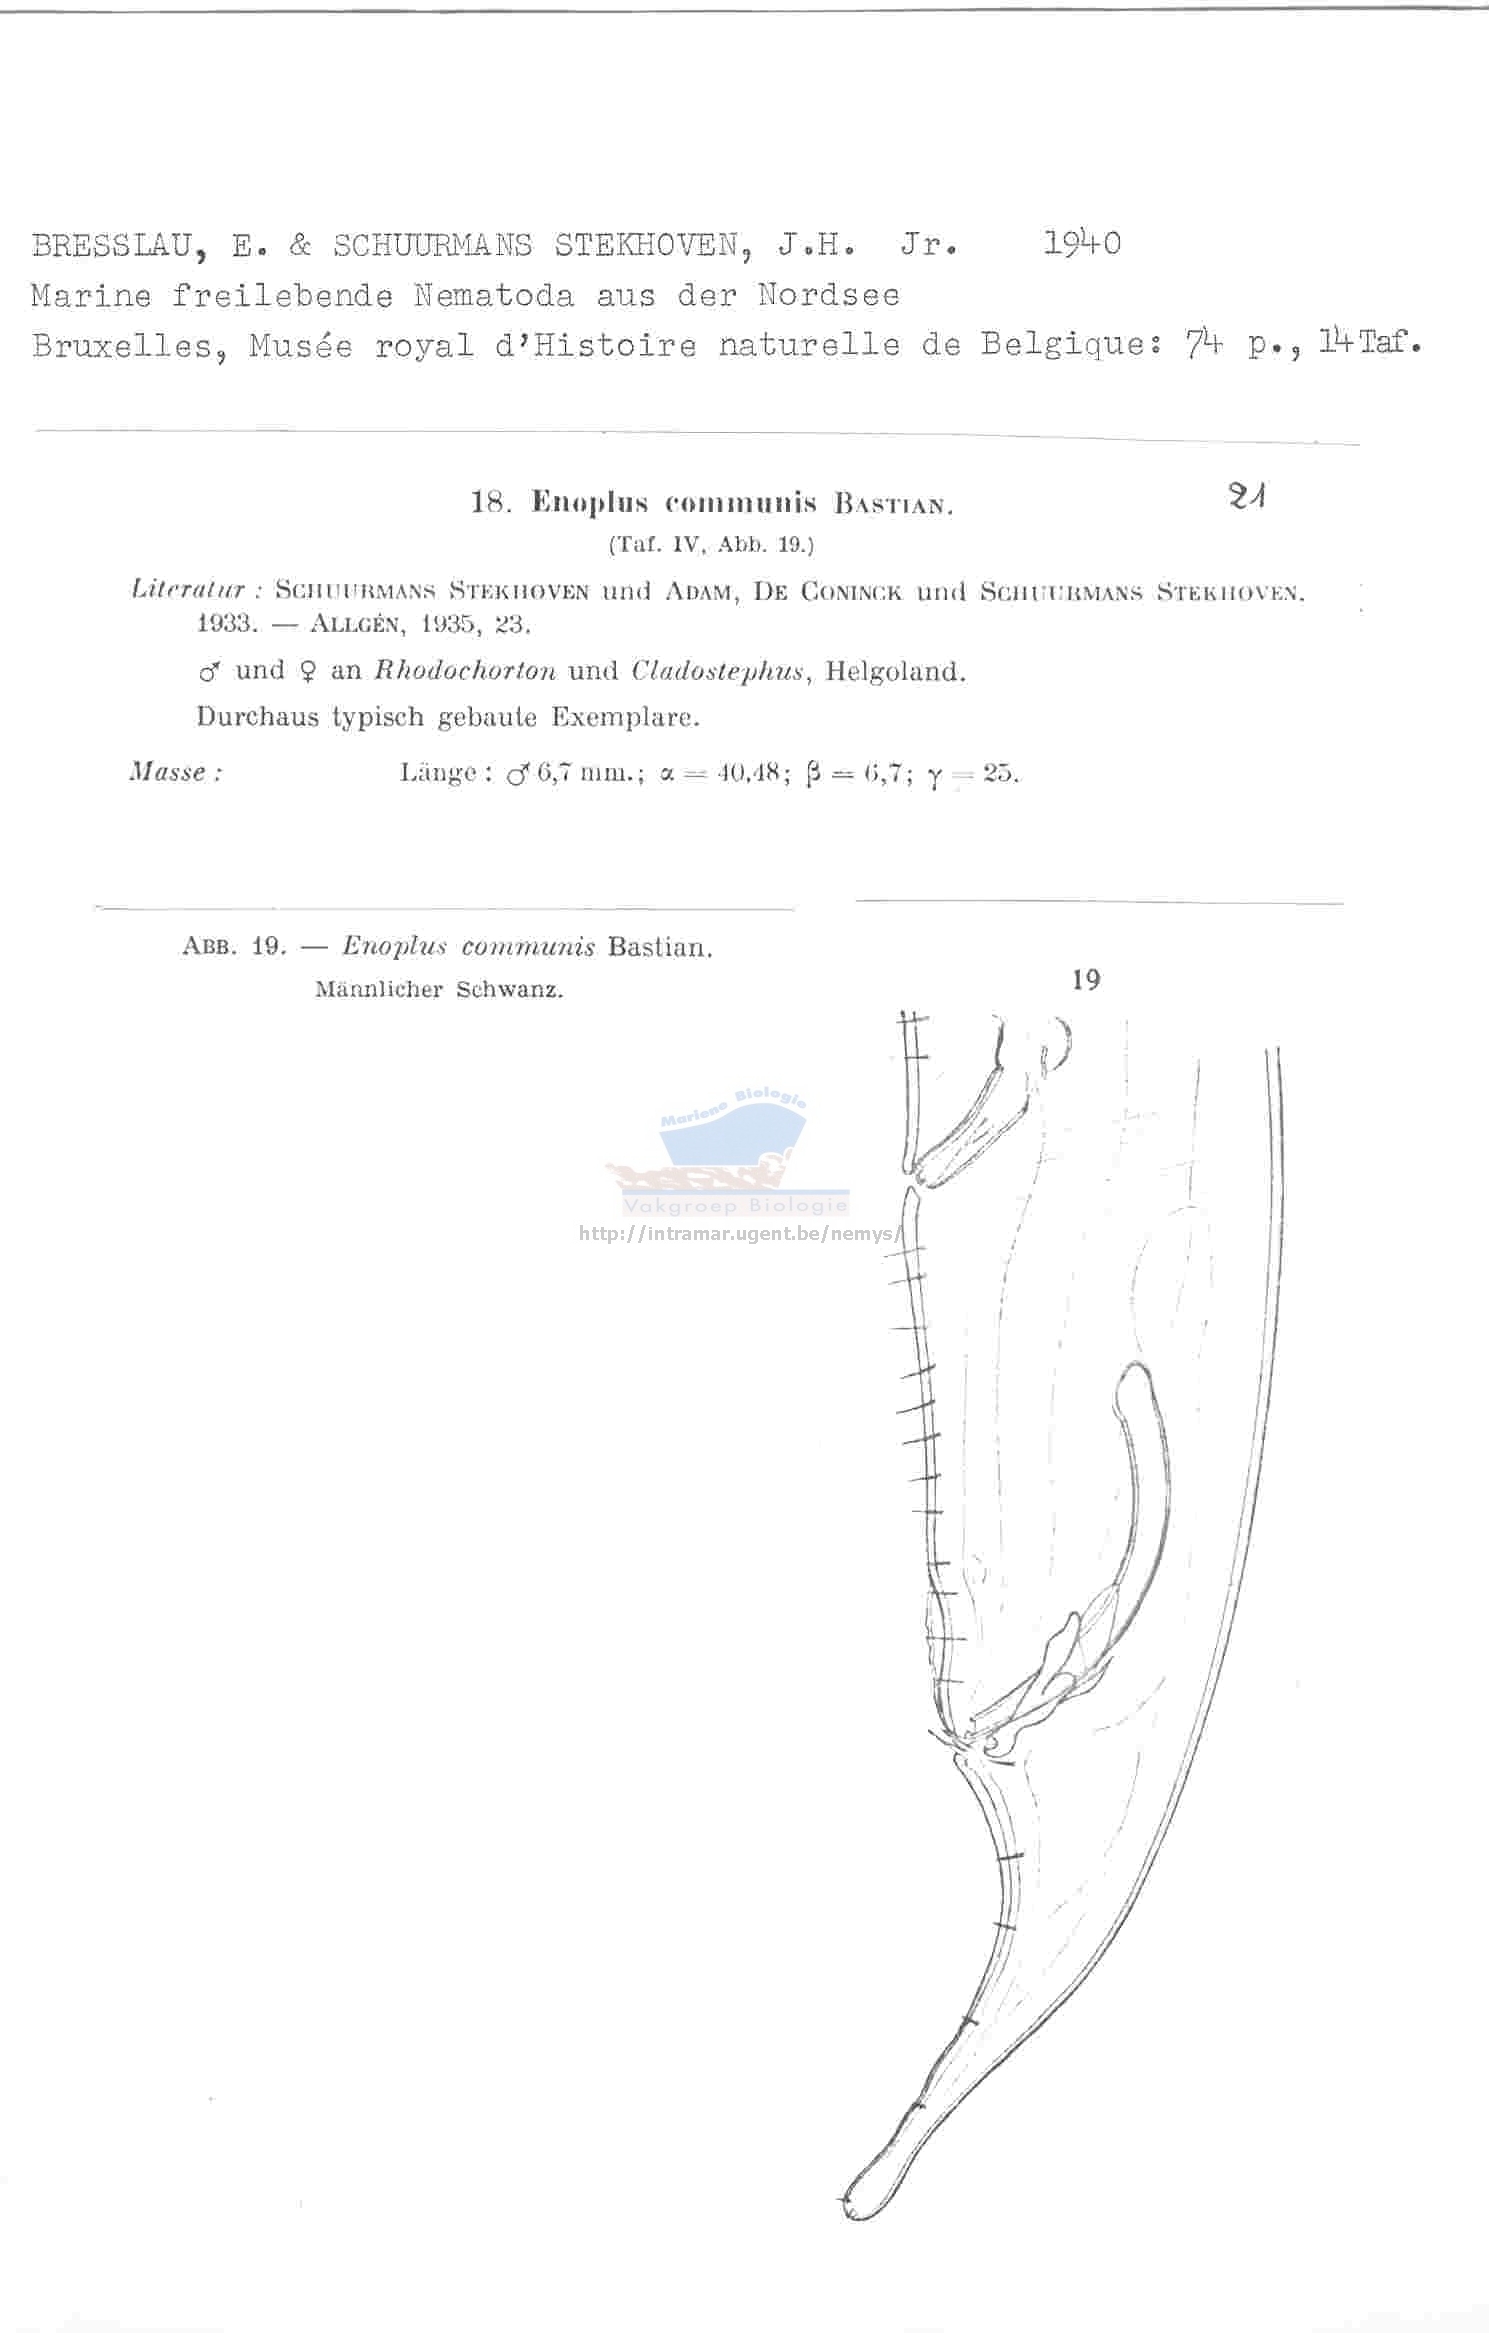 BRESSLAU, E. & SCHUURMANS STEKHOVEN, J.H. Jr. 1940
Marine freilebende Nematoda aus der Nordsee
Bruxelles, Musée royal d'Histoire naturelle de Belgique: 74 p., 14 Taf.
18. Enoplus communis BASTIAN. 21
(Taf. IV, Abb. 19.)
Literatur : SCHUURMANS STEKHOVEN und ADAM, DE CONINCK und SCHUURMANS STEKHOVEN.
1933. — ALLGÉN, 1935, 23.
♂ und ♀ an Rhodochorton und Cladostephus, Helgoland.
Durchaus typisch gebaute Exemplare.
Masse : Länge : ♂ 6,7 mm.; α = 40,48; β = 6,7; γ = 25.
ABB. 19. — Enoplus communis Bastian.
Männlicher Schwanz.
19
Mariene Biologie
Vakgroep Biologie
http://intramar.ugent.be/nemys/